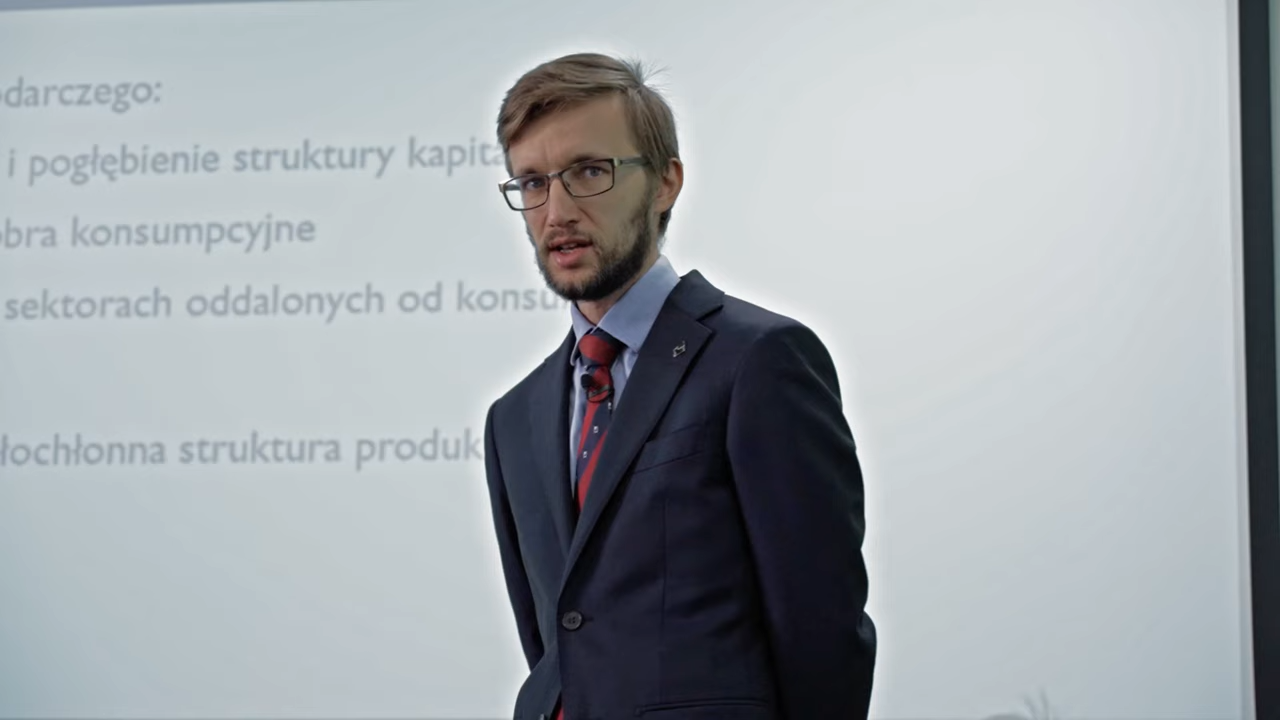 odarczego:
i pogłębienie struktury kapita
obra konsumpcyjne
sektorach oddalonych od konsu
łochłonna struktura produk